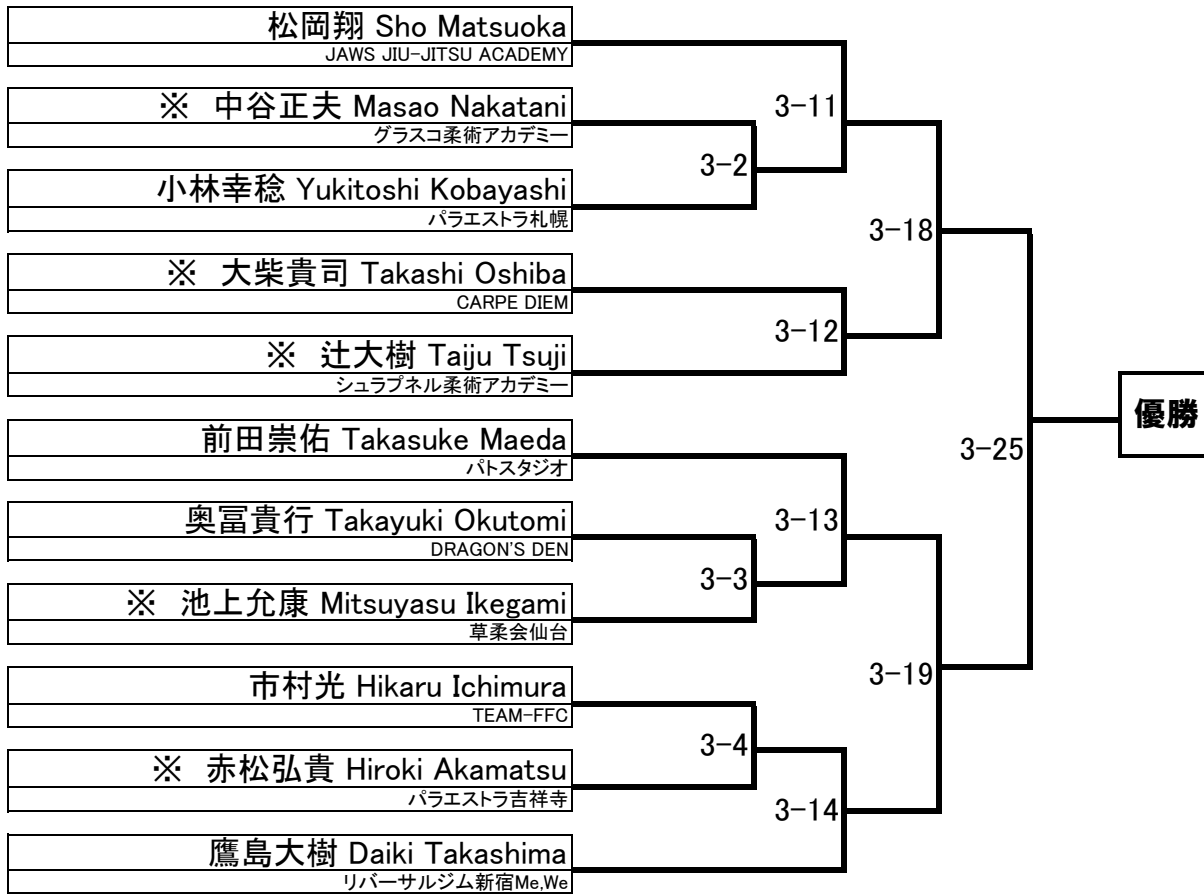 松岡翔 Sho Matsuoka
JAWS JIU-JITSU ACADEMY
※ 中谷正夫 Masao Nakatani
グラスコ柔術アカデミー
小林幸稔 Yukitoshi Kobayashi
パラエストラ札幌
※ 大柴貴司 Takashi Oshiba
CARPE DIEM
※ 辻大樹 Taiju Tsuji
シュラプネル柔術アカデミー
前田崇佑 Takasuke Maeda
パトスタジオ
奥冨貴行 Takayuki Okutomi
DRAGON'S DEN
※ 池上允康 Mitsuyasu Ikegami
草柔会仙台
市村光 Hikaru Ichimura
TEAM-FFC
※ 赤松弘貴 Hiroki Akamatsu
パラエストラ吉祥寺
鷹島大樹 Daiki Takashima
リバーサルジム新宿Me,We
3-2
3-3
3-4
3-11
3-12
3-13
3-14
3-18
3-19
3-25
優勝